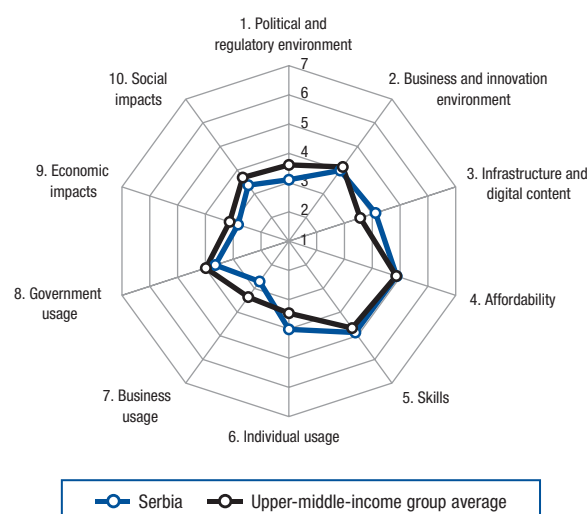 1. Political and
regulatory environment
10. Social
impacts
2. Business and innovation
environment
9. Economic
impacts
3. Infrastructure and
digital content
8. Government
usage
4. Affordability
7. Business
usage
5. Skills
6. Individual usage
7
6
5
4
3
2
1
Serbia
Upper-middle-income group average